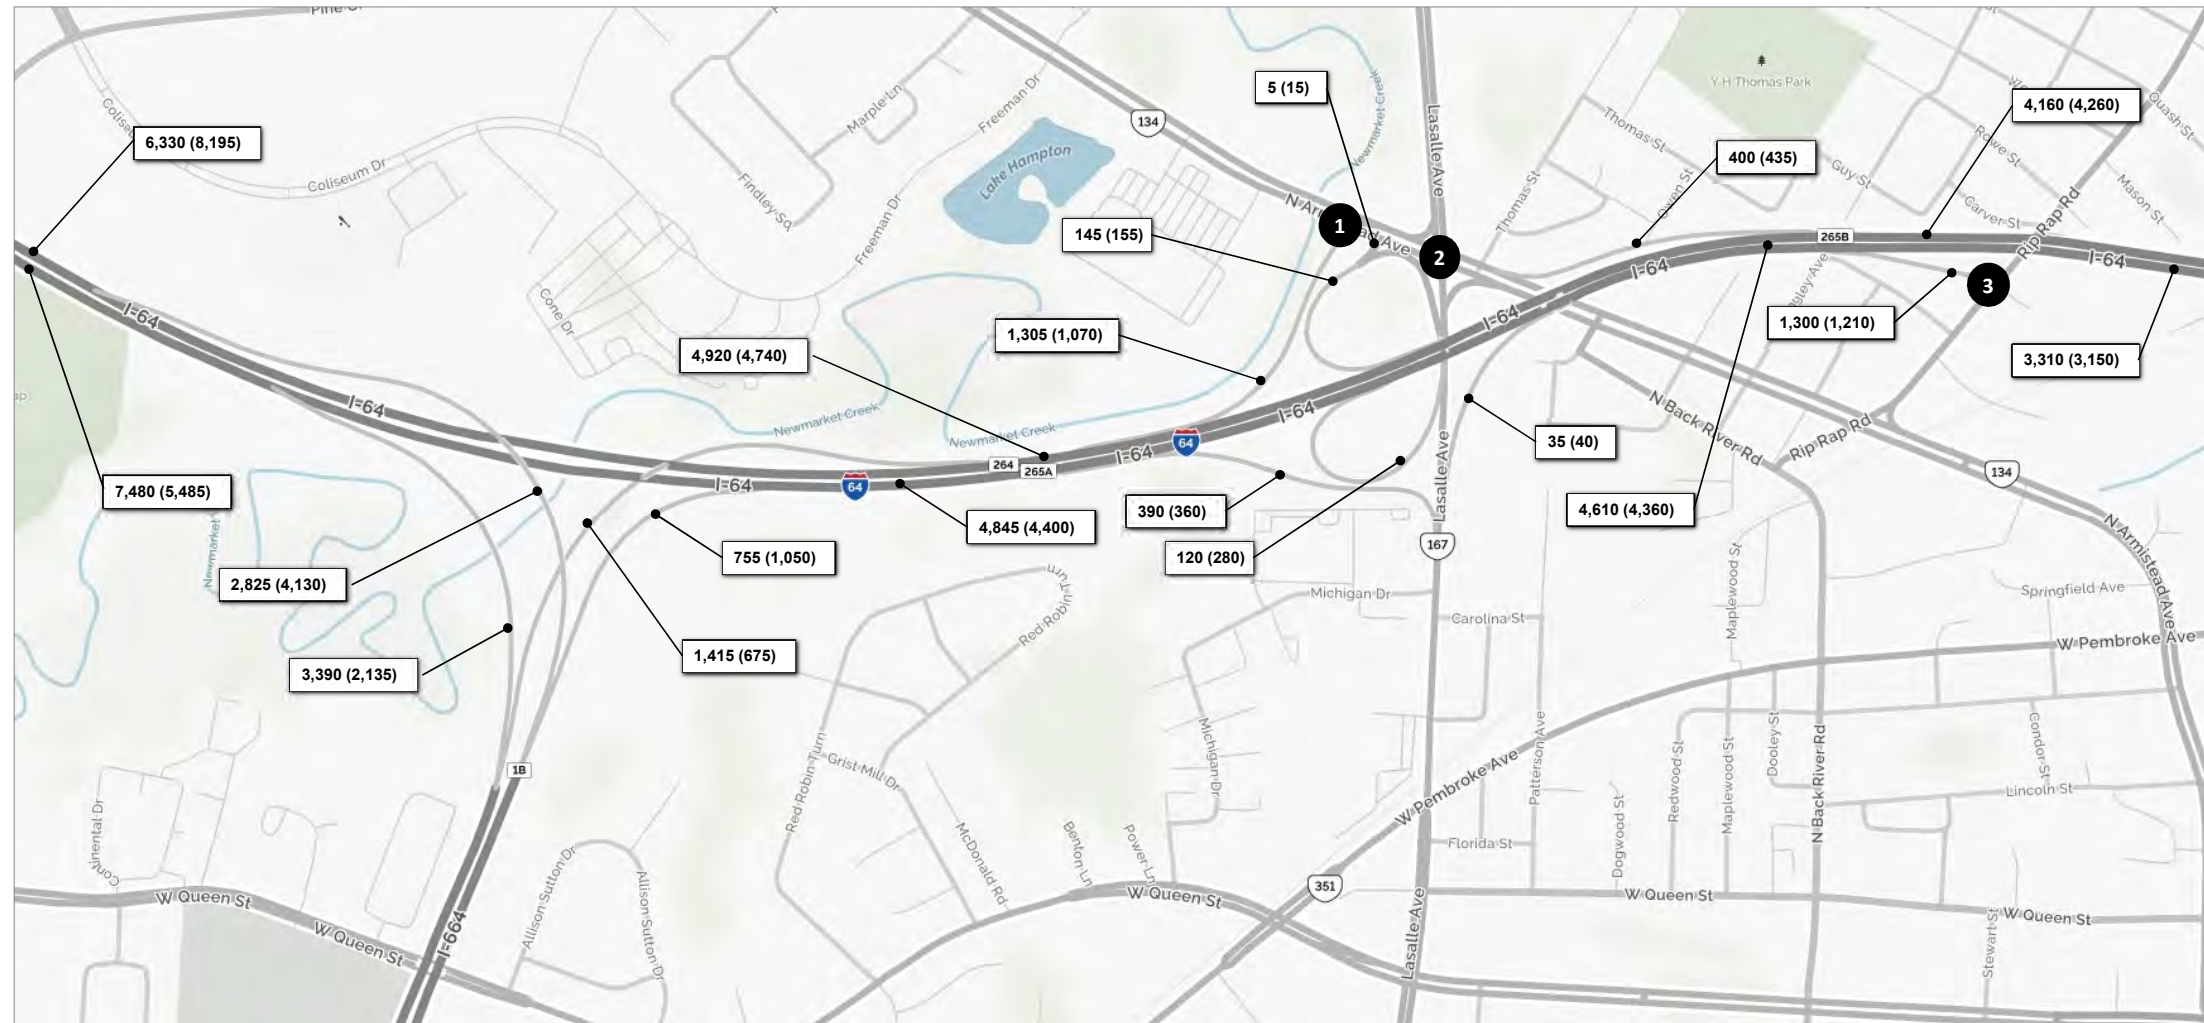 Pine
134
5 (15)
Lasalle Ave
Newmarket Creek
Y H Thomas Park
4,160 (4,260)
Quash St
6,330 (8,195)
Coliseum Dr
Marple Ln
Freeman Dr
Lake Hampton
Findley Sq
Thomas St
Thomas St
400 (435)
Owen St
Guy St
Rowe St
Mason St
Carver St
Rip Rap Rd
145 (155)
Freeman Dr
1
2
3
265B
I-64
I-64
I-64
I-64
I-64
I-64
I-64
I-64
I-64
Cone Dr
4,920 (4,740)
1,305 (1,070)
1,300 (1,210)
3,310 (3,150)
Newmarket Creek
Newmarket Creek
264
265A
64
64
N Back River Rd
Rip Rap Rd
134
35 (40)
Lasalle Ave
167
7,480 (5,485)
Newmarket
4,845 (4,400)
390 (360)
4,610 (4,360)
755 (1,050)
120 (280)
2,825 (4,130)
Red Robin Turn
Michigan Dr
Carolina St
Maplewood St
Springfield Ave
N Armistead Ave
W Pembroke Ave
3,390 (2,135)
1,415 (675)
1B
Red Robin Turn
Grist Mill Dr
Michigan Dr
Patterson Ave
W Pembroke Ave
Redwood St
Maplewood St
Dooley St
N Back River Rd
Condor St
Lincoln St
Continental Dr
McDonald Rd
Benton Ln
Power Ln
Dogwood St
Florida St
Allison Sutton Dr
Allison Sutton Dr
W Queen St
W Queen St
I-664
W Queen St
351
Lasalle Ave
W Queen St
W Queen St
Stewart St